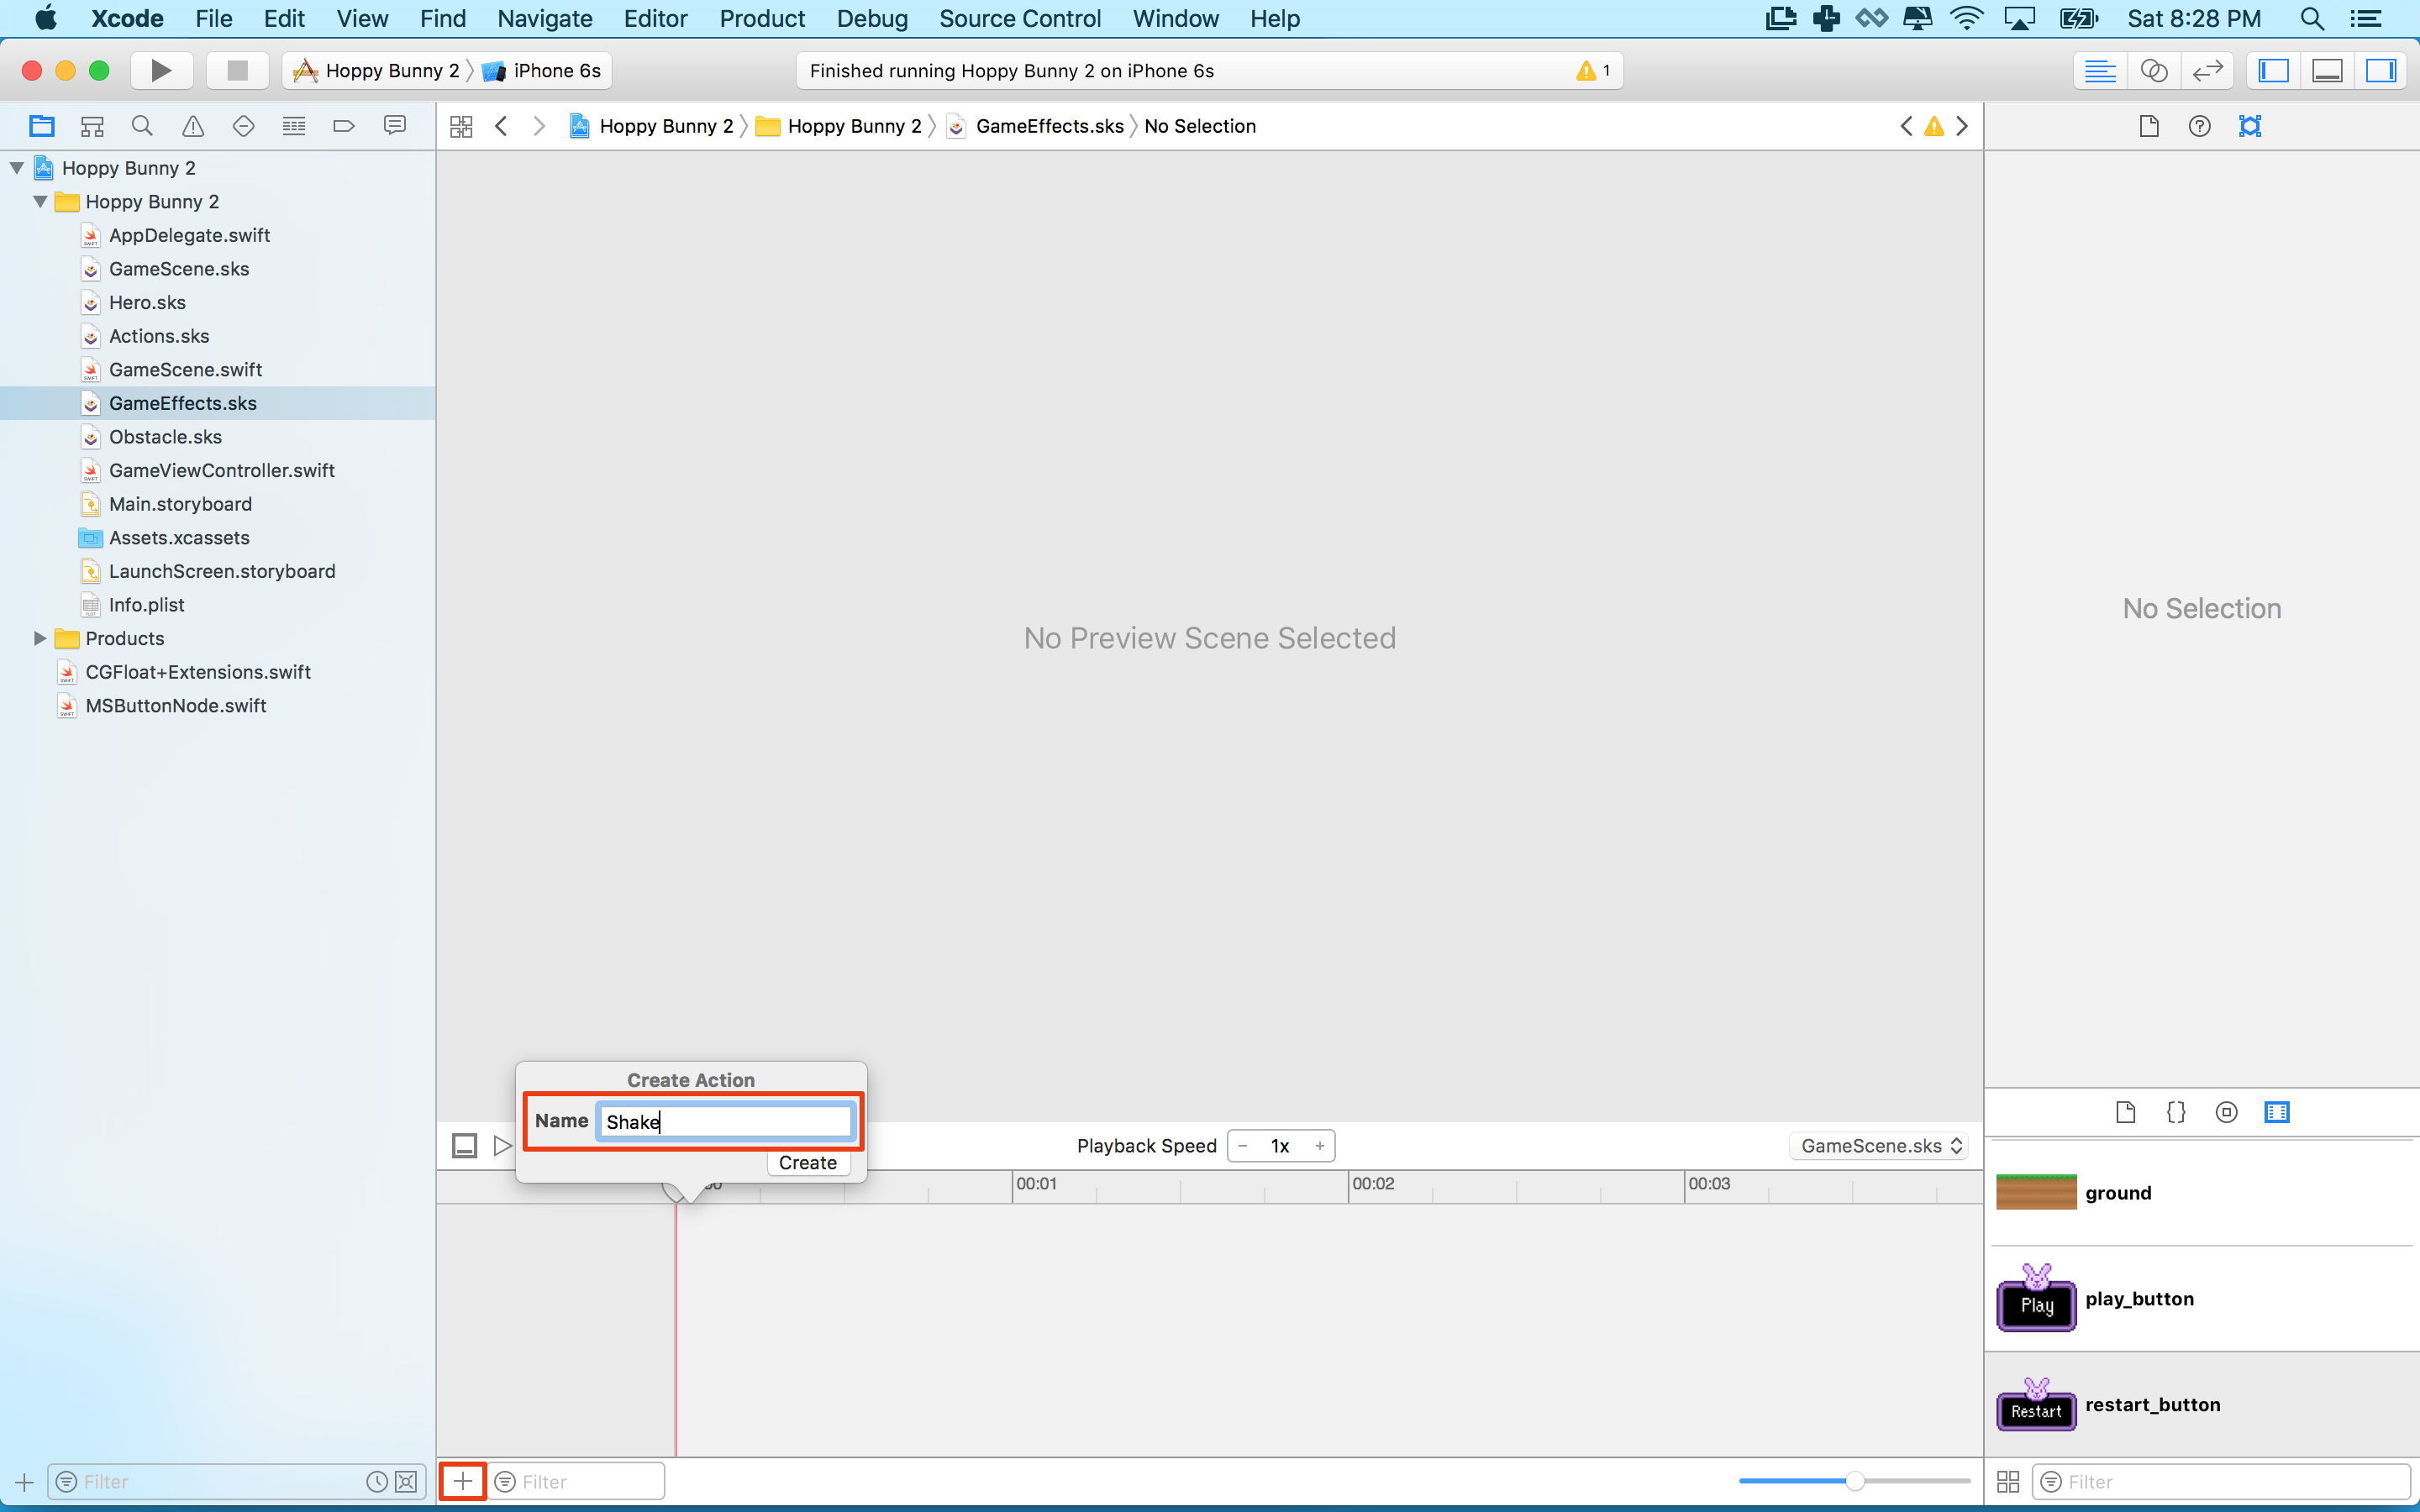 Xcode File Edit View Find Navigate Editor Product Debug Source Control Window Help Sat 8:28 PM
Hoppy Bunny 2 iPhone 6s Finished running Hoppy Bunny 2 on iPhone 6s 1
Hoppy Bunny 2 Hoppy Bunny 2 GameEffects.sks No Selection
Hoppy Bunny 2
Hoppy Bunny 2
AppDelegate.swift
GameScene.sks
Hero.sks
Actions.sks
GameScene.swift
GameEffects.sks
Obstacle.sks
GameViewController.swift
Main.storyboard
Assets.xcassets
LaunchScreen.storyboard
Info.plist
Products
CGFloat+Extensions.swift
MSButtonNode.swift
No Preview Scene Selected
No Selection
Create Action
Name Shake
Create
Playback Speed − 1x + GameScene.sks
00:01 00:02 00:03
ground
Play play_button
Restart restart_button
Filter Filter Filter